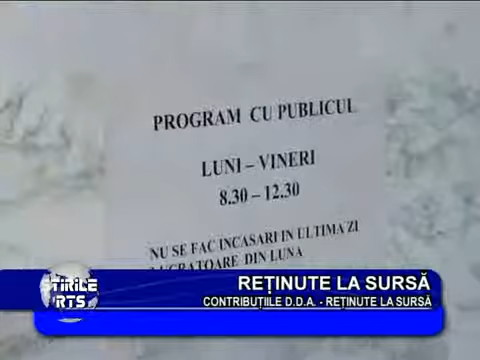 PROGRAM CU PUBLICUL
LUNI – VINERI
8.30 – 12.30
NU SE FAC INCASARI IN ULTIMA ZI
LUCRATOARE DIN LUNA
ȘTIRILE
RTS
REȚINUTE LA SURSĂ
CONTRIBUȚIILE D.D.A. - REȚINUTE LA SURSĂ